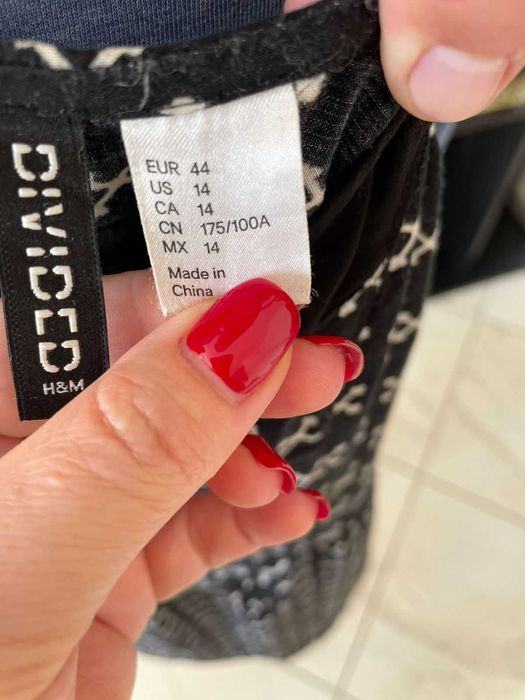 DIVIDED
H&M
EUR 44
US 14
CA 14
CN 175/100A
MX 14
Made in
China